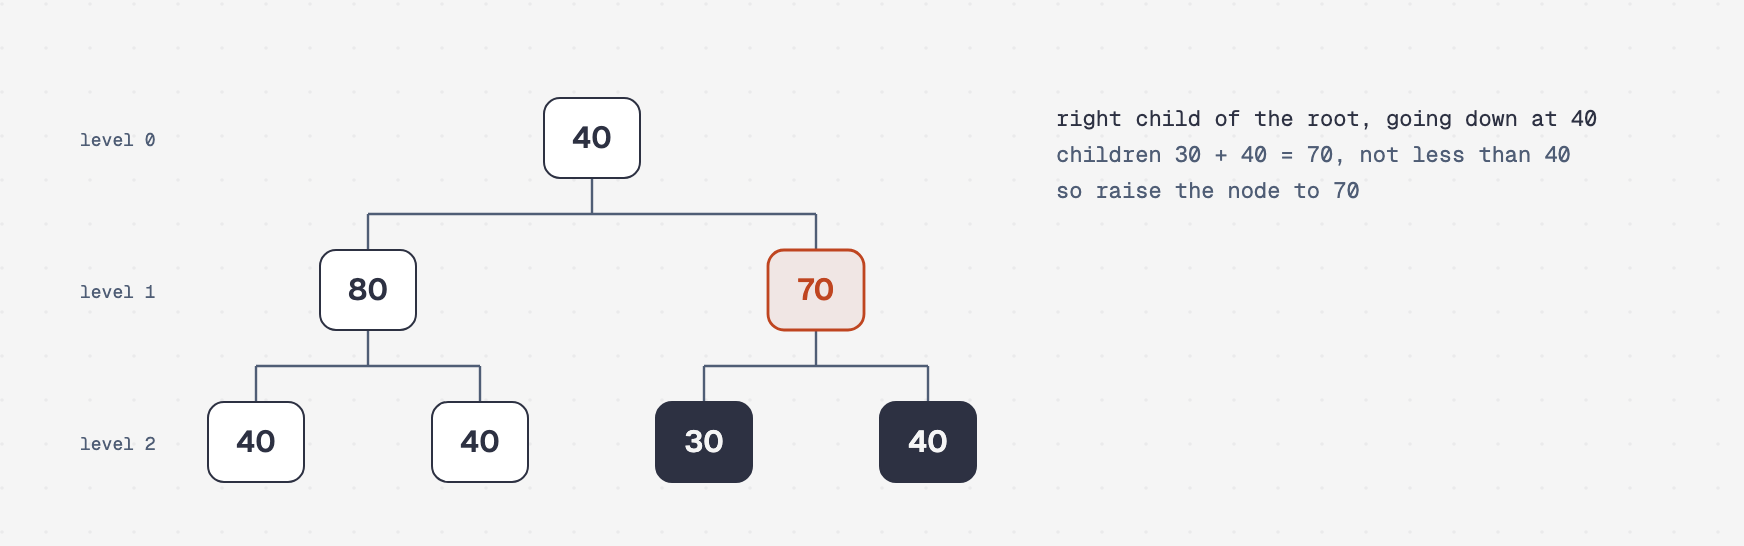 level 0
40
right child of the root, going down at 40
children 30 + 40 = 70, not less than 40
so raise the node to 70
level 1
80
70
level 2
40
40
30
40